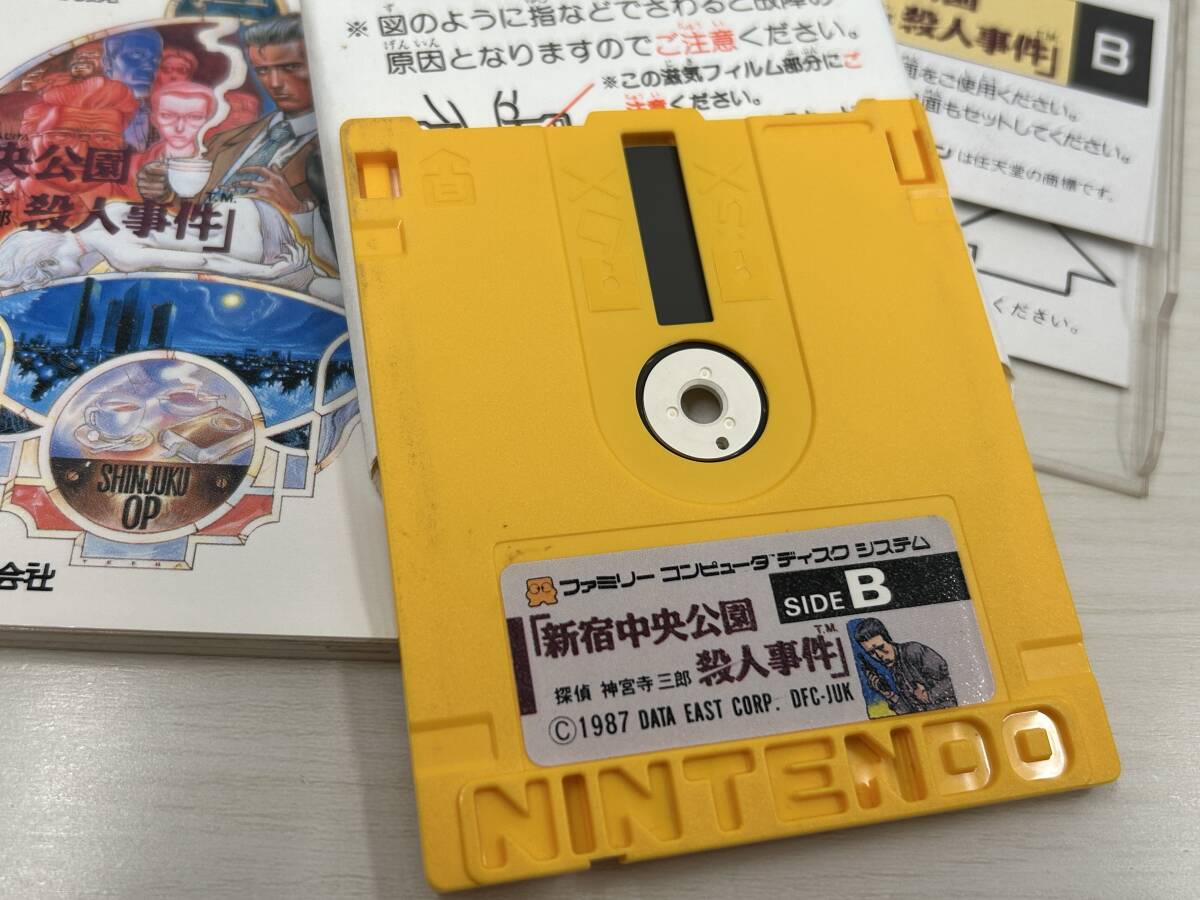 央公園
殺人事件」
T.M.
SHINJUKU
OP
会社
※図のように指などでさわると故障の
ず
原因となりますのでご注意ください。
げんいん
※この滋気フィルム部分にご
注意ください。
殺人事件」
B
面をご使用ください。
面もセットしてください。
は任天堂の商標です。
ください。
ファミリー コンピュータ ディスク システム
SIDE B
「新宿中央公園
T.M.
探偵 神宮寺三郎 殺人事件」
©1987 DATA EAST CORP. DFC-JUK
NINTENDO